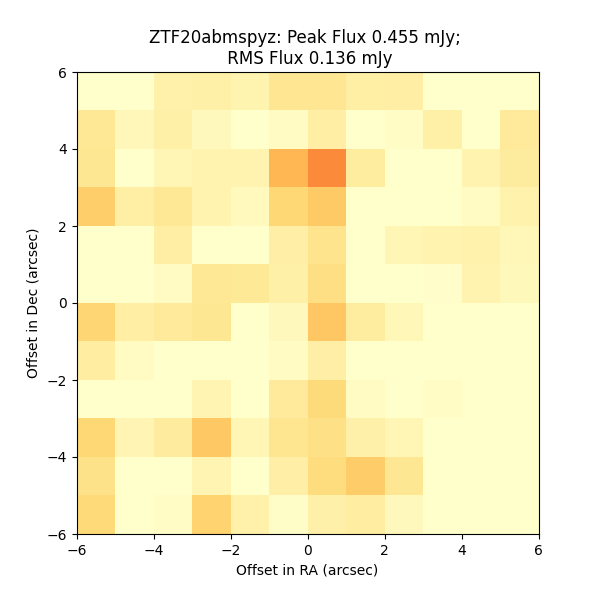 ZTF20abmspyz: Peak Flux 0.455 mJy;
RMS Flux 0.136 mJy
6
4
2
0
−2
−4
−6
Offset in Dec (arcsec)
−6 −4 −2 0 2 4 6
Offset in RA (arcsec)